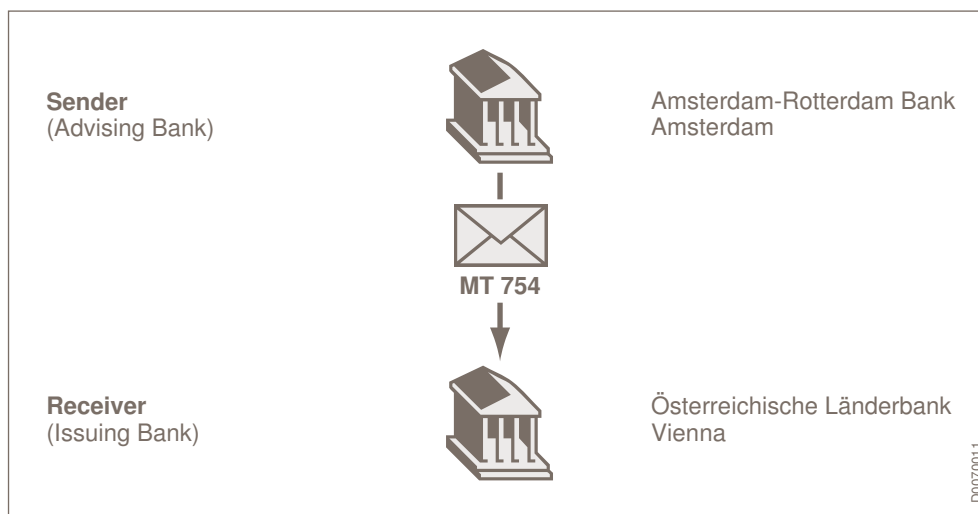 Sender
(Advising Bank)
Amsterdam-Rotterdam Bank
Amsterdam
MT 754
Receiver
(Issuing Bank)
Österreichische Länderbank
Vienna
D0070011